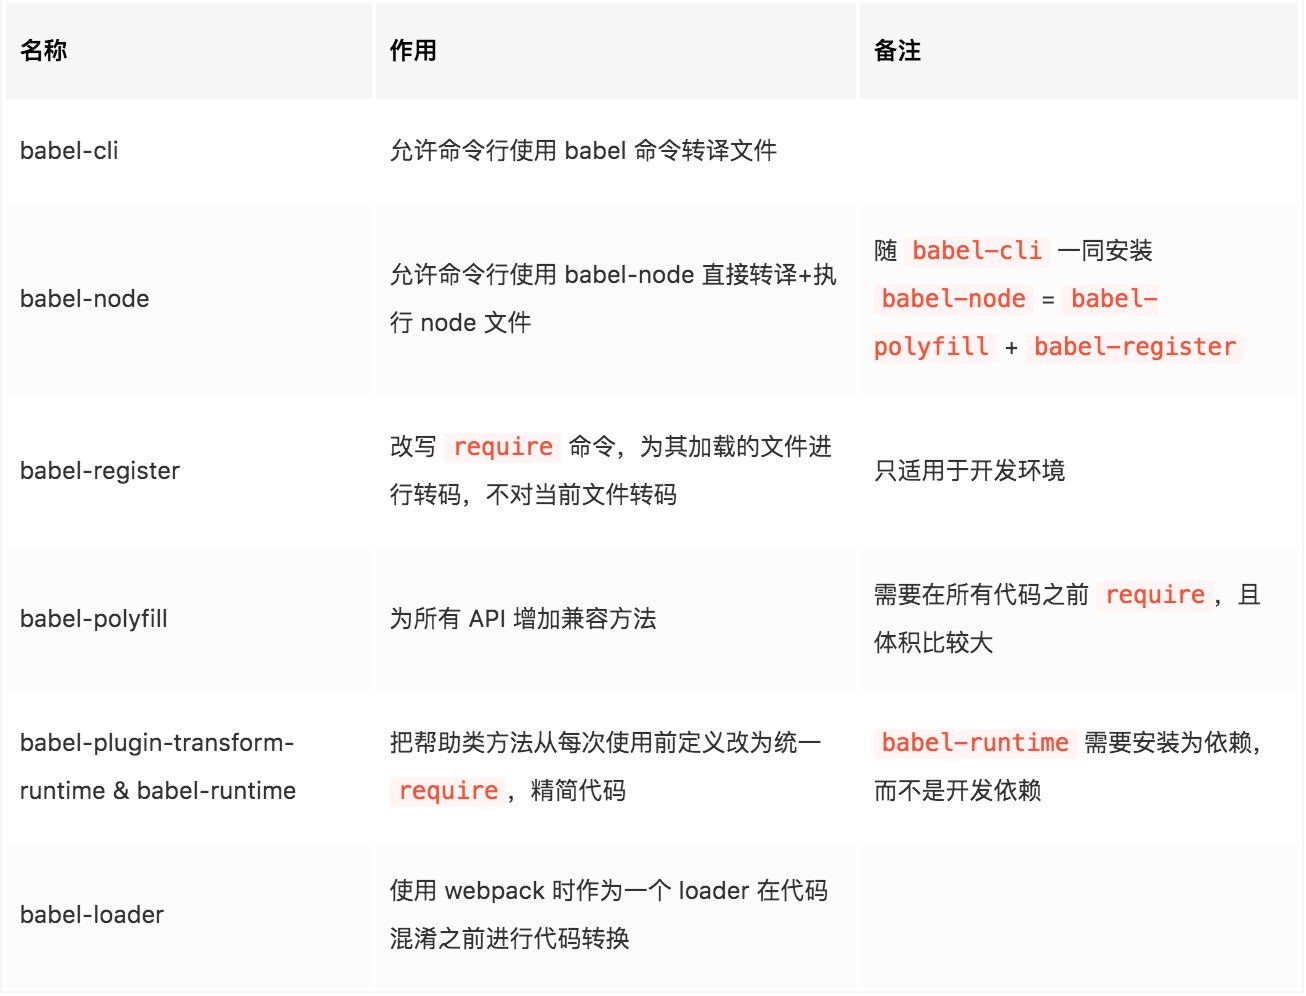 名称
作用
备注
babel-cli
允许命令行使用 babel 命令转译文件
babel-node
允许命令行使用 babel-node 直接转译+执
行 node 文件
随 babel-cli 一同安装
babel-node = babel-
polyfill + babel-register
babel-register
改写 require 命令，为其加载的文件进
行转码，不对当前文件转码
只适用于开发环境
babel-polyfill
为所有 API 增加兼容方法
需要在所有代码之前 require ，且
体积比较大
babel-plugin-transform-
runtime & babel-runtime
把帮助类方法从每次使用前定义改为统一
require ，精简代码
babel-runtime 需要安装为依赖，
而不是开发依赖
babel-loader
使用 webpack 时作为一个 loader 在代码
混淆之前进行代码转换